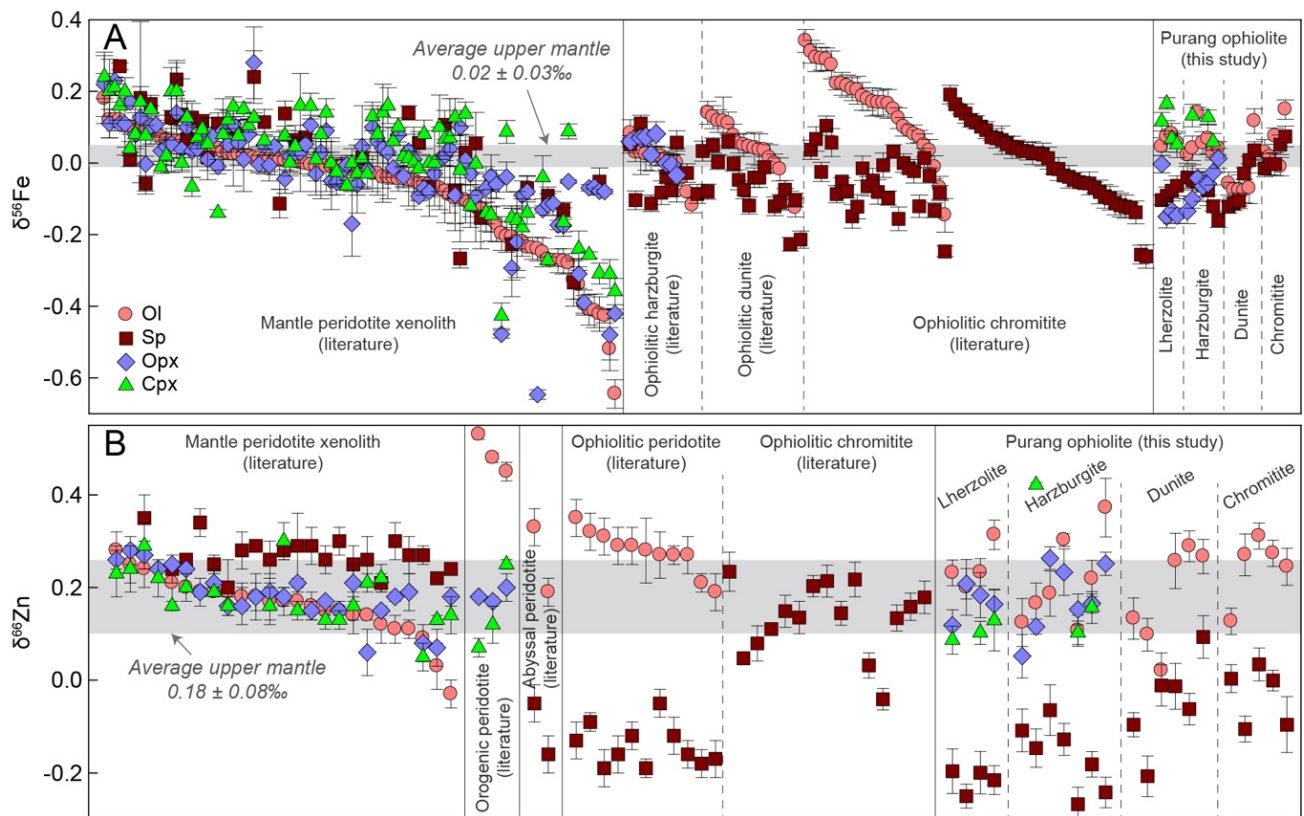 A
0.4
0.2
0.0
-0.2
-0.4
-0.6
δ⁵⁶Fe
Average upper mantle
0.02 ± 0.03‰
Ol
Sp
Opx
Cpx
Mantle peridotite xenolith
(literature)
Ophiolitic harzburgite
(literature)
Ophiolitic dunite
(literature)
Ophiolitic chromitite
(literature)
Purang ophiolite
(this study)
Lherzolite
Harzburgite
Dunite
Chromitite
B
0.4
0.2
0.0
-0.2
δ⁶⁶Zn
Mantle peridotite xenolith
(literature)
Average upper mantle
0.18 ± 0.08‰
Orogenic peridotite
(literature)
Abyssal peridotite
(literature)
Ophiolitic peridotite
(literature)
Ophiolitic chromitite
(literature)
Purang ophiolite (this study)
Lherzolite
Harzburgite
Dunite
Chromitite